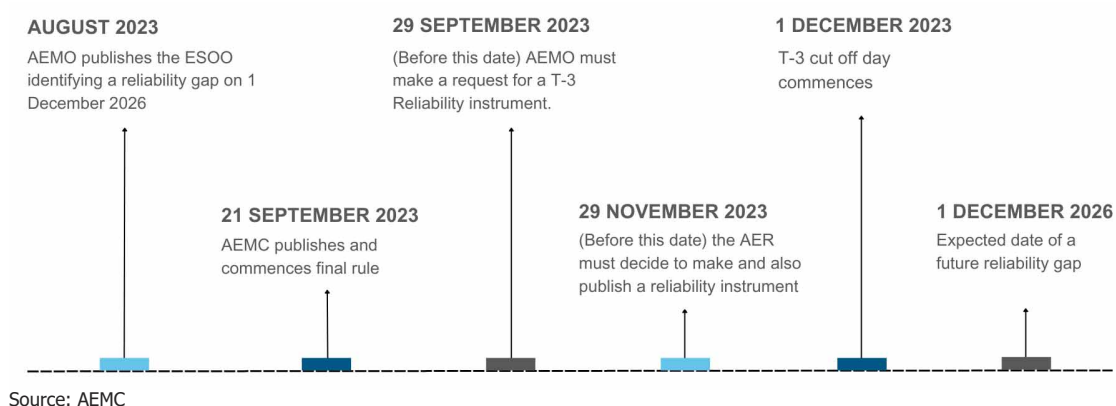 AUGUST 2023
AEMO publishes the ESOO
identifying a reliability gap on 1
December 2026
29 SEPTEMBER 2023
(Before this date) AEMO must
make a request for a T-3
Reliability instrument.
1 DECEMBER 2023
T-3 cut off day
commences
21 SEPTEMBER 2023
AEMC publishes and
commences final rule
29 NOVEMBER 2023
(Before this date) the AER
must decide to make and also
publish a reliability instrument
1 DECEMBER 2026
Expected date of a
future reliability gap
Source: AEMC